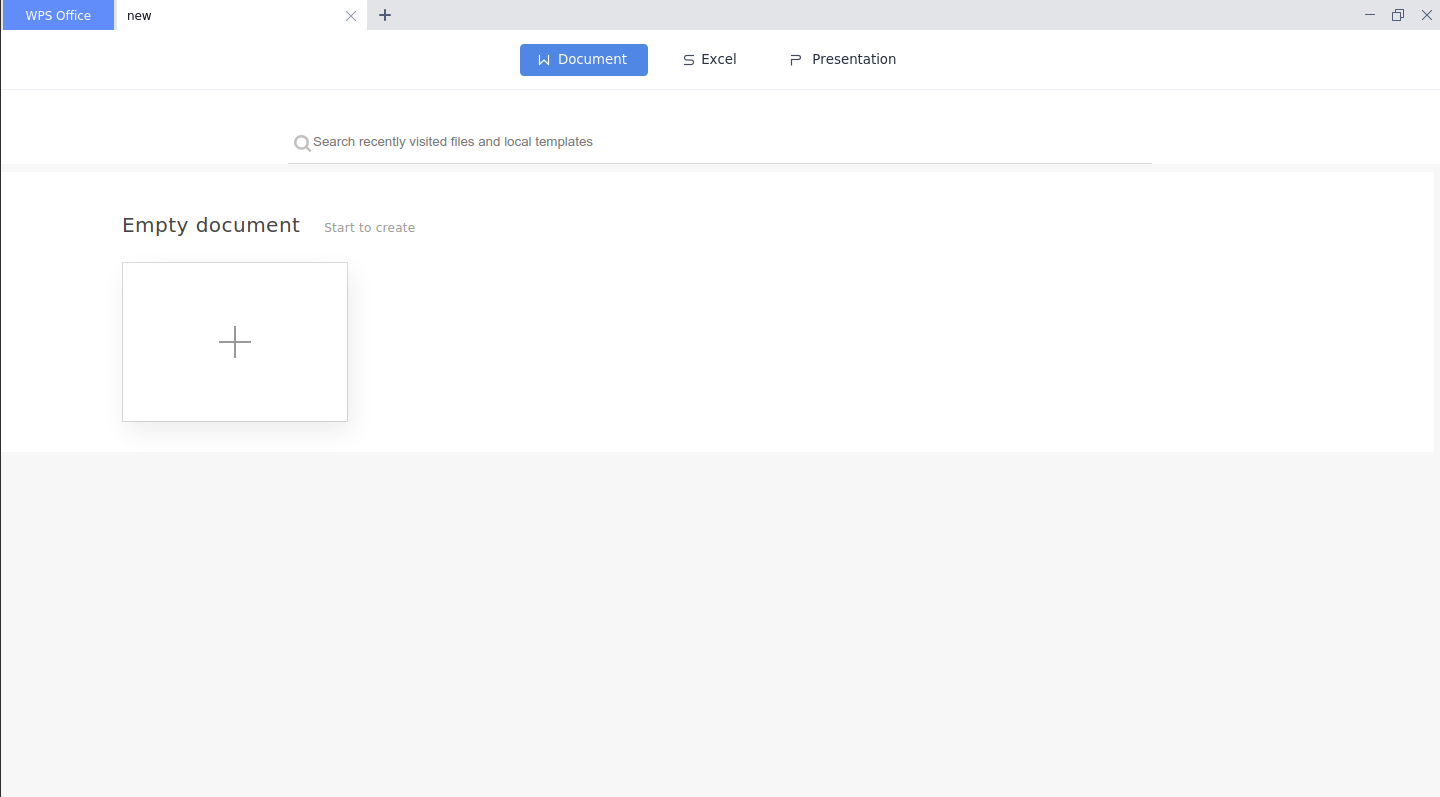 WPS Office new
Document Excel Presentation
Search recently visited files and local templates
Empty document Start to create